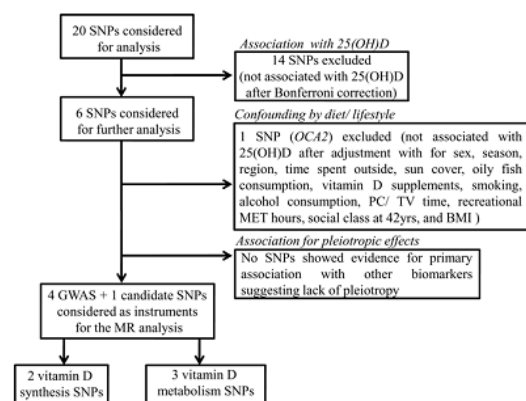 20 SNPs considered
for analysis
Association with 25(OH)D
14 SNPs excluded
(not associated with 25(OH)D
after Bonferroni correction)
6 SNPs considered
for further analysis
Confounding by diet/ lifestyle
1 SNP (OCA2) excluded (not associated with
25(OH)D after adjustment with for sex, season,
region, time spent outside, sun cover, oily fish
consumption, vitamin D supplements, smoking,
alcohol consumption, PC/ TV time, recreational
MET hours, social class at 42yrs, and BMI )
Association for pleiotropic effects
No SNPs showed evidence for primary
association with other biomarkers
suggesting lack of pleiotropy
4 GWAS + 1 candidate SNPs
considered as instruments
for the MR analysis
2 vitamin D
synthesis SNPs
3 vitamin D
metabolism SNPs